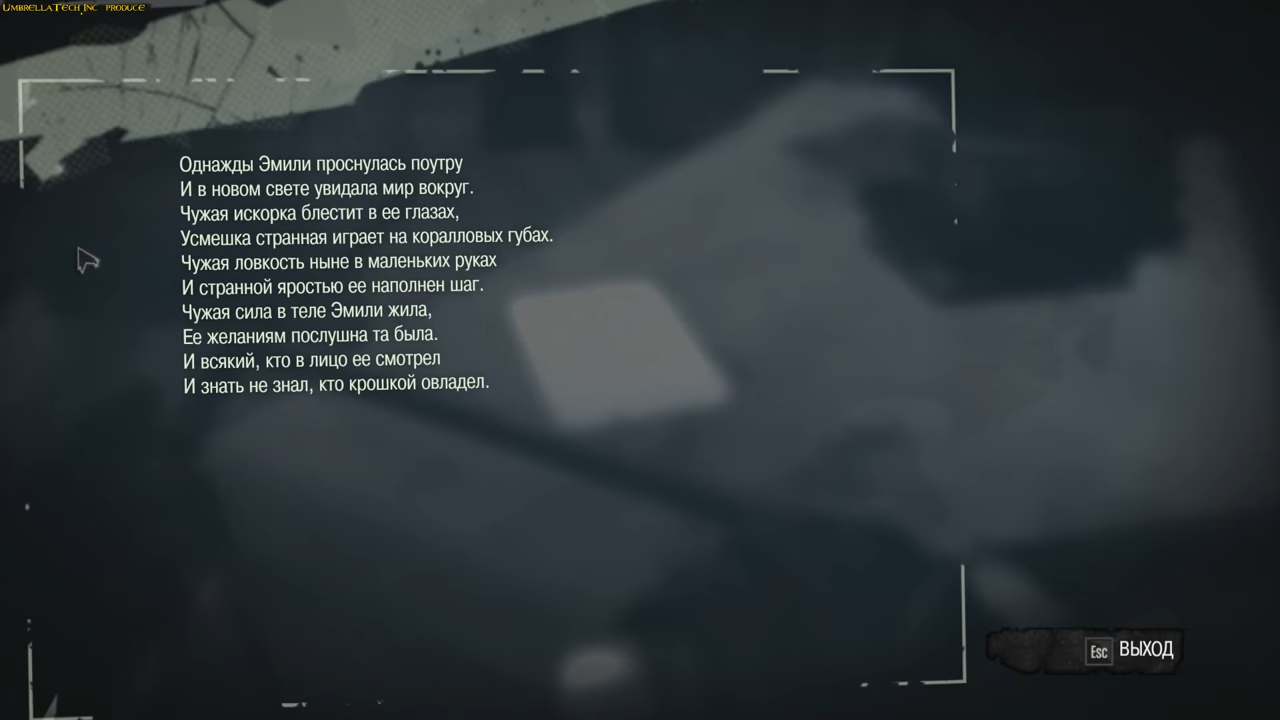 UmbrellaTech Inc produce
Однажды Эмили проснулась поутру
И в новом свете увидала мир вокруг.
Чужая искорка блестит в ее глазах,
Усмешка странная играет на коралловых губах.
Чужая ловкость ныне в маленьких руках
И странной яростью ее наполнен шаг.
Чужая сила в теле Эмили жила,
Ее желаниям послушна та была.
И всякий, кто в лицо ее смотрел
И знать не знал, кто крошкой овладел.
Esc ВЫХОД